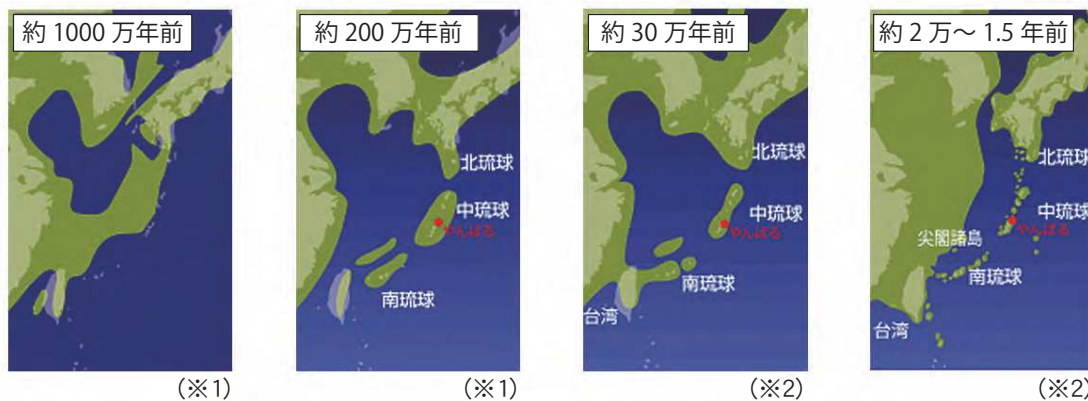 約 1000 万年前
(※1)
約 200 万年前
北琉球
中琉球
やんばる
南琉球
(※1)
約 30 万年前
北琉球
中琉球
やんばる
南琉球
台湾
(※2)
約 2 万〜 1.5 年前
北琉球
中琉球
やんばる
尖閣諸島
南琉球
台湾
(※2)